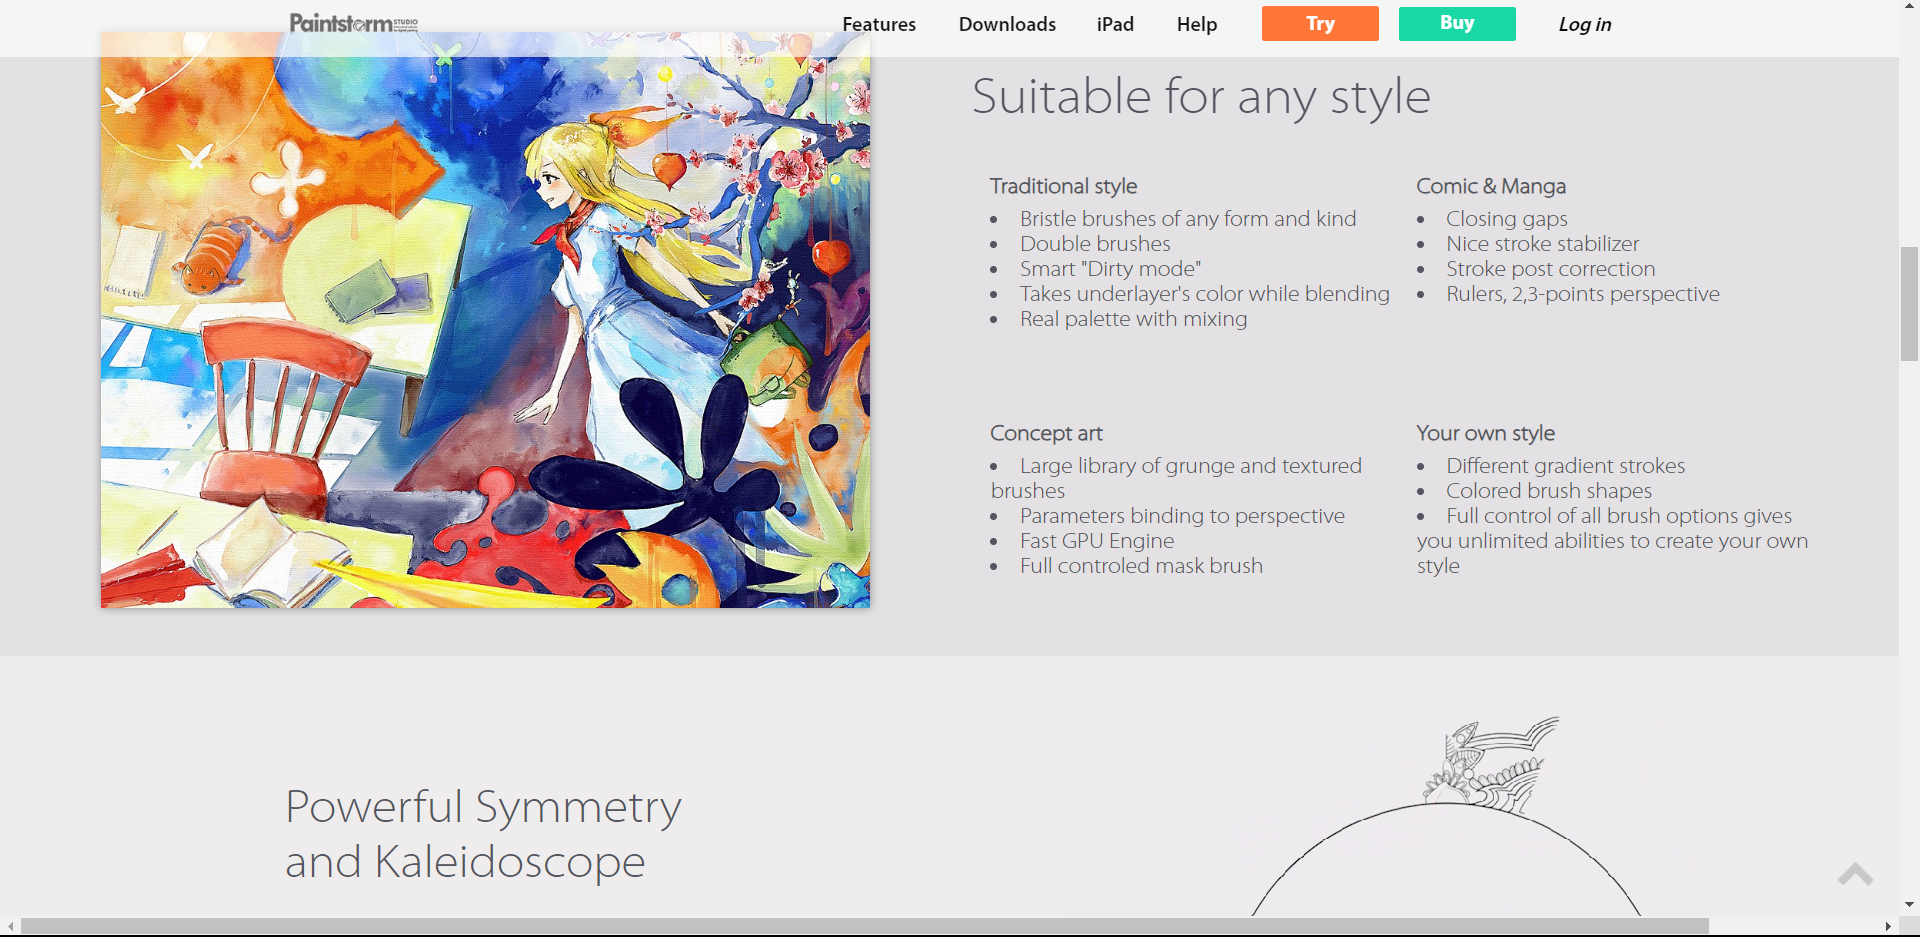 Paintstorm STUDIO
Features Downloads iPad Help Try Buy Log in
Suitable for any style
Traditional style
Bristle brushes of any form and kind
Double brushes
Smart "Dirty mode"
Takes underlayer's color while blending
Real palette with mixing
Comic & Manga
Closing gaps
Nice stroke stabilizer
Stroke post correction
Rulers, 2,3-points perspective
Concept art
Large library of grunge and textured
brushes
Parameters binding to perspective
Fast GPU Engine
Full controled mask brush
Your own style
Different gradient strokes
Colored brush shapes
Full control of all brush options gives
you unlimited abilities to create your own
style
Powerful Symmetry
and Kaleidoscope